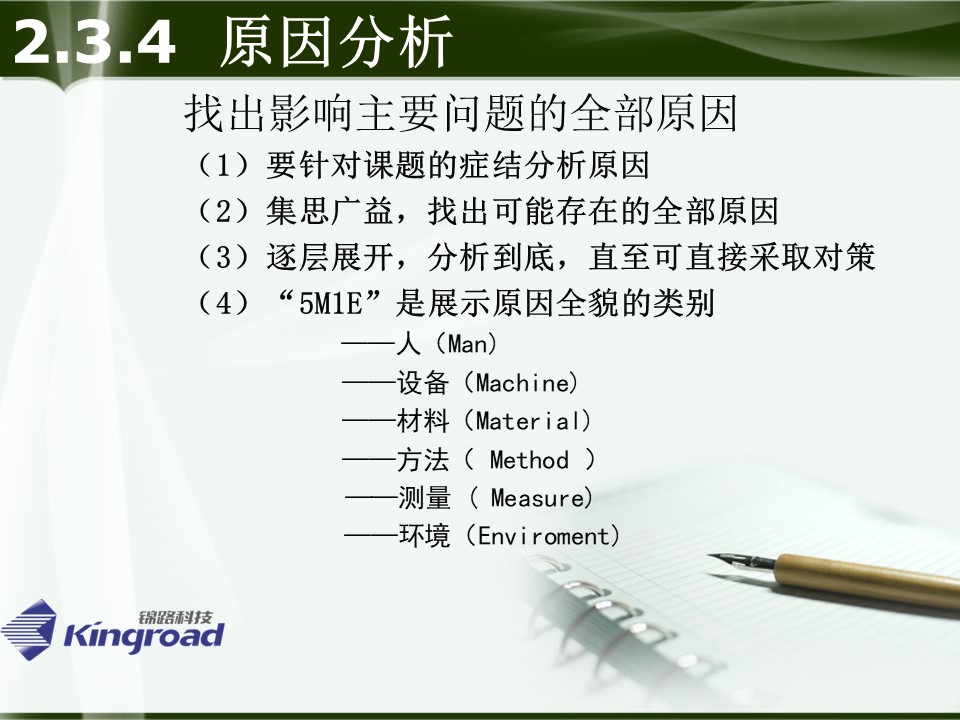 2.3.4 原因分析
找出影响主要问题的全部原因
（1）要针对课题的症结分析原因
（2）集思广益，找出可能存在的全部原因
（3）逐层展开，分析到底，直至可直接采取对策
（4）“5M1E”是展示原因全貌的类别
——人（Man）
——设备（Machine）
——材料（Material）
——方法（ Method ）
——测量 （ Measure）
——环境（Enviroment）
锦路科技
Kingroad